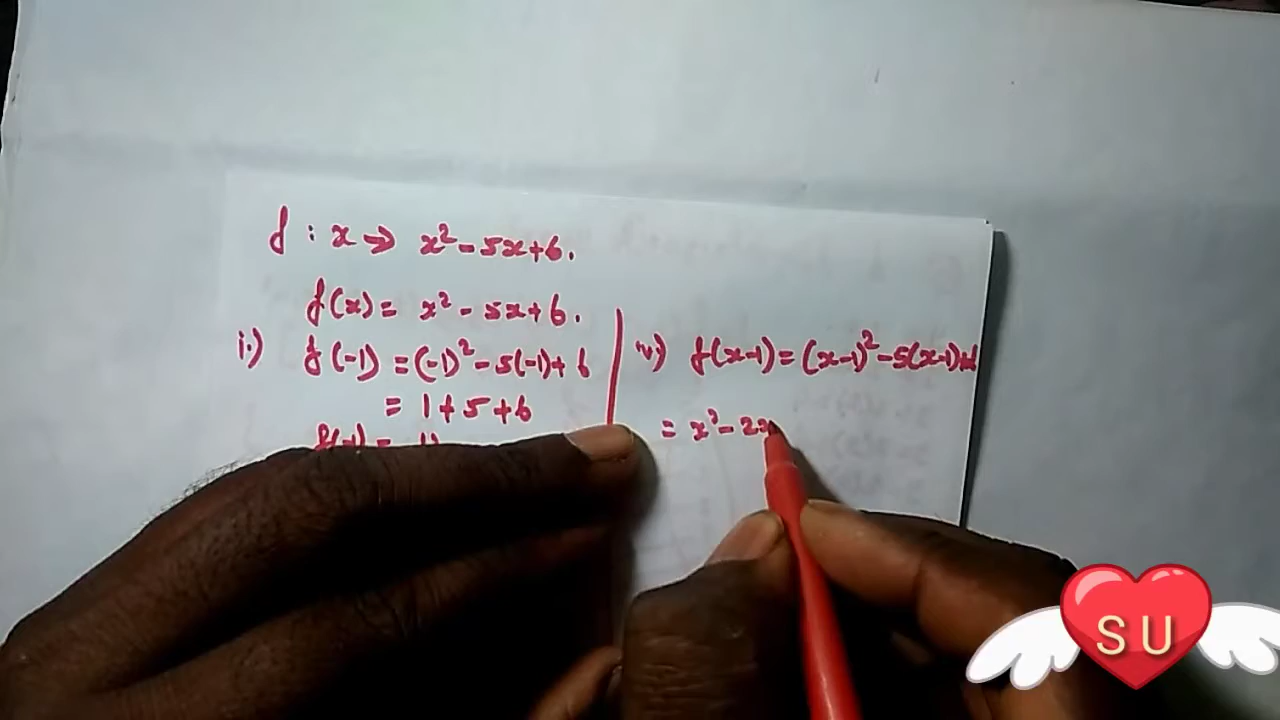 f : x → x² - 5x + 6.
f(x) = x² - 5x + 6.
i.) f(-1) = (-1)² - 5(-1) + 6
= 1 + 5 + 6
f(-1) =
iv) f(x-1) = (x-1)² - 5(x-1) + 6
= x² - 2x
SU